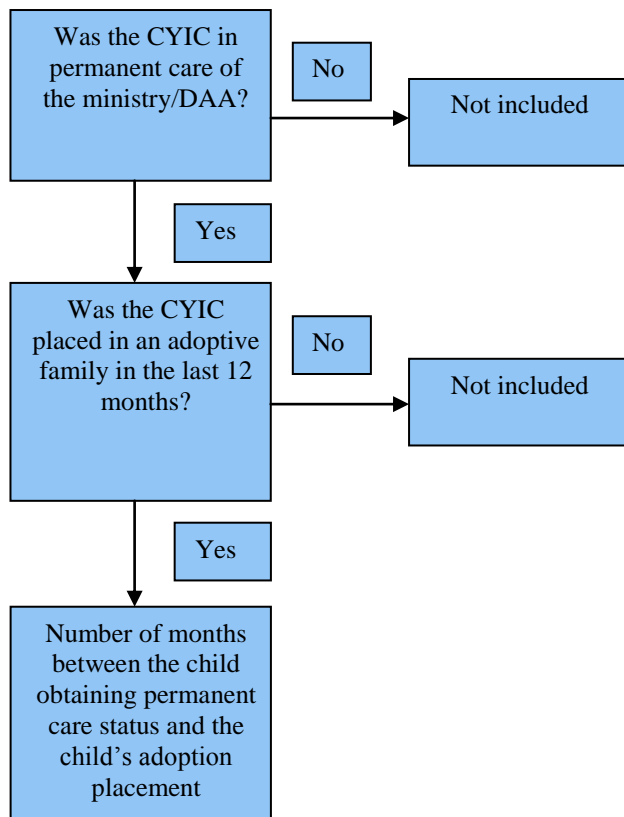 Was the CYIC in
permanent care of
the ministry/DAA?
No
Not included
Yes
Was the CYIC
placed in an adoptive
family in the last 12
months?
No
Not included
Yes
Number of months
between the child
obtaining permanent
care status and the
child’s adoption
placement